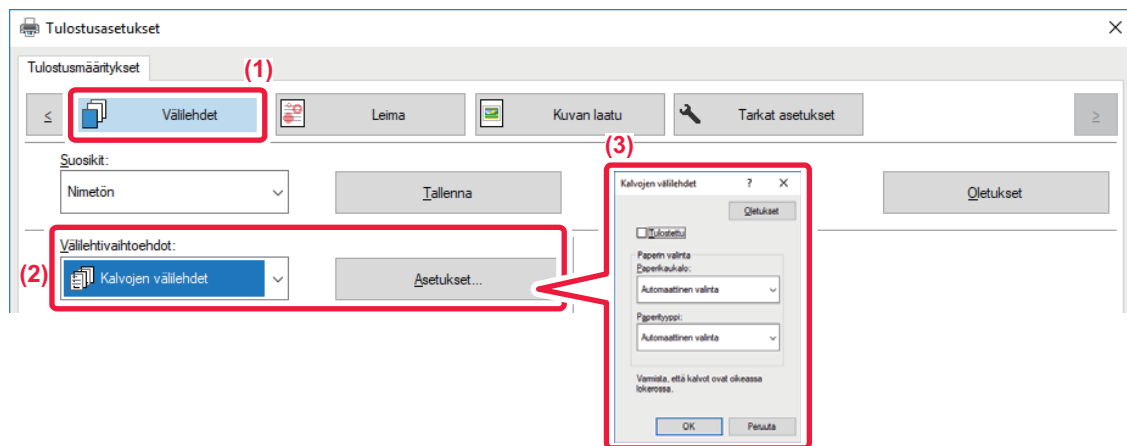 Tulostusasetukset
Tulostusmääritykset
(1)
<
Välilehdet
Leima
Kuvan laatu
Tarkat asetukset
>
Suosikit:
Nimetön
Tallenna
Oletukset
(2)
Välilehtivaihtoehdot:
Kalvojen välilehdet
Asetukset...
(3)
Kalvojen välilehdet
?
Oletukset
Tulostettu
Paperin valinta
Paperikaukalo:
Automaattinen valinta
Paperityyppi:
Automaattinen valinta
Varmista, että kalvot ovat oikeassa
lokerossa.
OK
Peruuta